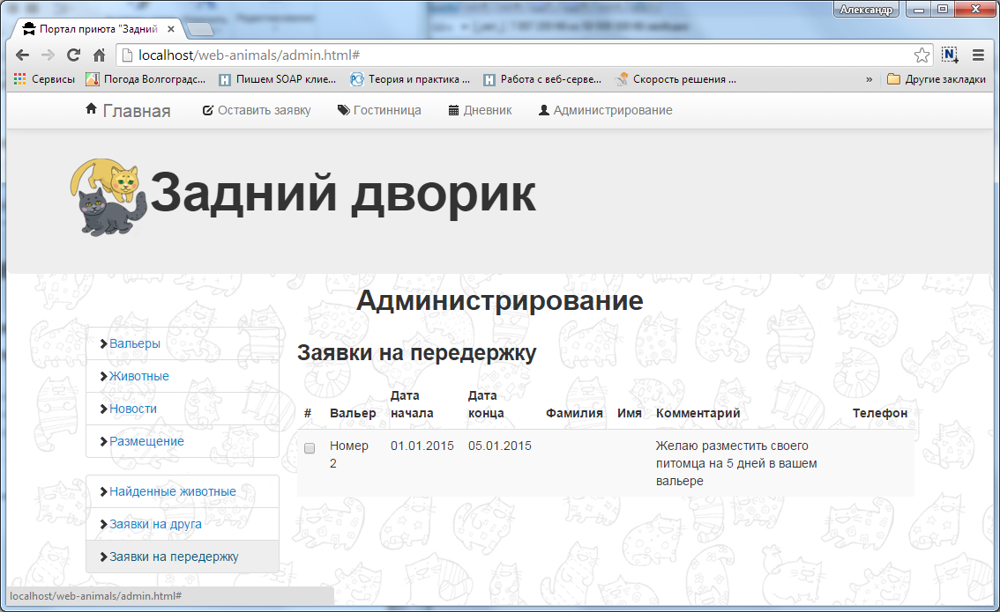 Александр
Портал приюта "Задний
localhost/web-animals/admin.html#
Сервисы Погода Волгоградс... Пишем SOAP клие... Теория и практика ... Работа с веб-серве... Скорость решения ... » Другие закладки
Главная Оставить заявку Гостинница Дневник Администрирование
Задний дворик
Администрирование
Вальеры
Животные
Новости
Размещение
Найденные животные
Заявки на друга
Заявки на передержку
Заявки на передержку
# Вальер Дата начала Дата конца Фамилия Имя Комментарий Телефон
Номер 2 01.01.2015 05.01.2015 Желаю разместить своего
питомца на 5 дней в вашем
вальере
localhost/web-animals/admin.html#